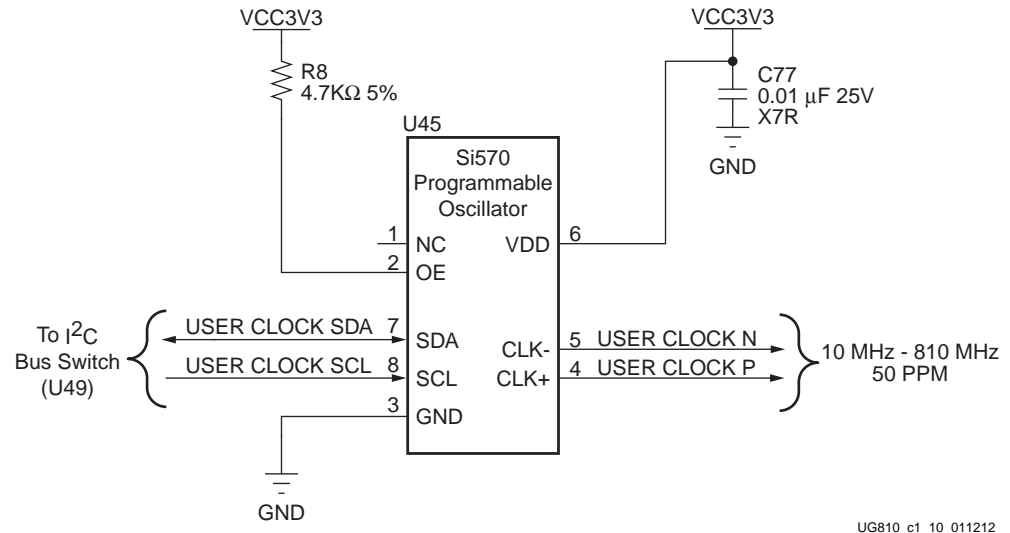 VCC3V3
R8
4.7KΩ 5%
VCC3V3
C77
0.01 μF 25V
X7R
GND
U45
Si570
Programmable
Oscillator
1
NC
2
OE
VDD
6
To I2C
Bus Switch
(U49)
USER CLOCK SDA
7
SDA
USER CLOCK SCL
8
SCL
3
GND
GND
CLK-
5
USER CLOCK N
CLK+
4
USER CLOCK P
10 MHz - 810 MHz
50 PPM
UG810 c1 10 011212